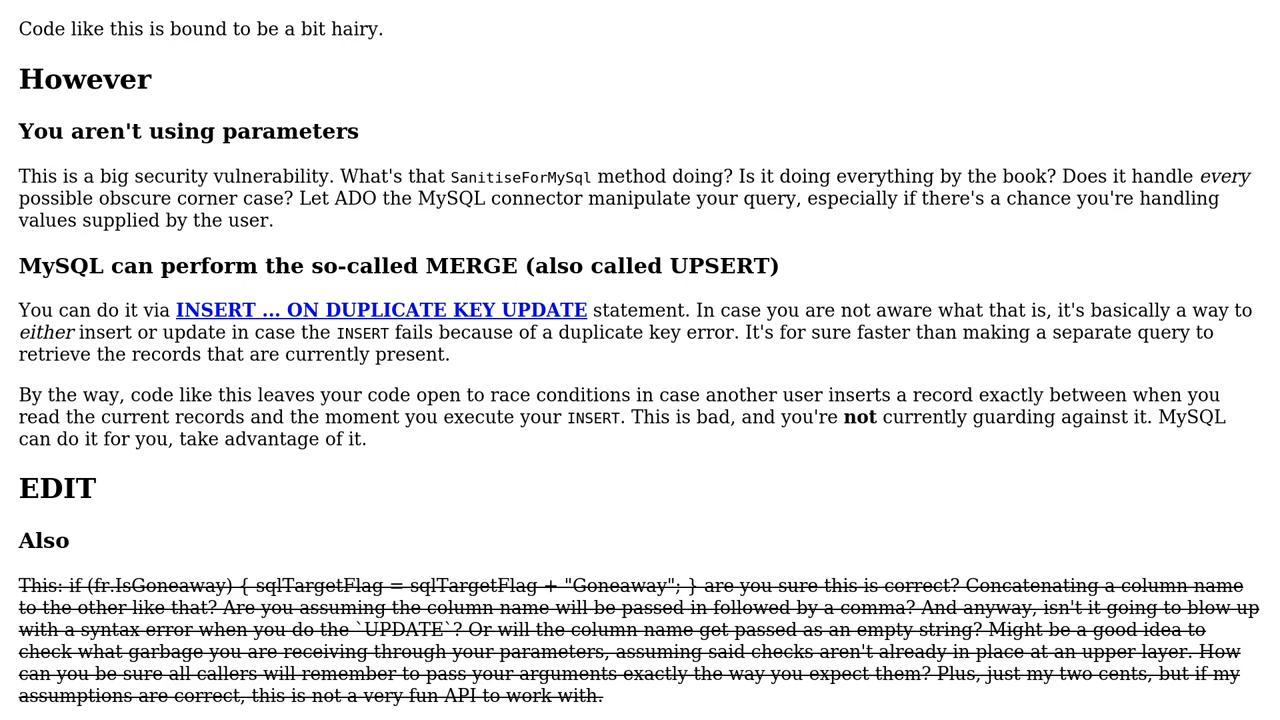 Code like this is bound to be a bit hairy.
However
You aren't using parameters
This is a big security vulnerability. What's that SanitiseForMySql method doing? Is it doing everything by the book? Does it handle every
possible obscure corner case? Let ADO the MySQL connector manipulate your query, especially if there's a chance you're handling
values supplied by the user.
MySQL can perform the so-called MERGE (also called UPSERT)
You can do it via INSERT ... ON DUPLICATE KEY UPDATE statement. In case you are not aware what that is, it's basically a way to
either insert or update in case the INSERT fails because of a duplicate key error. It's for sure faster than making a separate query to
retrieve the records that are currently present.
By the way, code like this leaves your code open to race conditions in case another user inserts a record exactly between when you
read the current records and the moment you execute your INSERT. This is bad, and you're not currently guarding against it. MySQL
can do it for you, take advantage of it.
EDIT
Also
This: if (fr.IsGoneaway) { sqlTargetFlag = sqlTargetFlag + "Goneaway"; } are you sure this is correct? Concatenating a column name
to the other like that? Are you assuming the column name will be passed in followed by a comma? And anyway, isn't it going to blow up
with a syntax error when you do the `UPDATE`? Or will the column name get passed as an empty string? Might be a good idea to
check what garbage you are receiving through your parameters, assuming said checks aren't already in place at an upper layer. How
can you be sure all callers will remember to pass your arguments exactly the way you expect them? Plus, just my two cents, but if my
assumptions are correct, this is not a very fun API to work with.